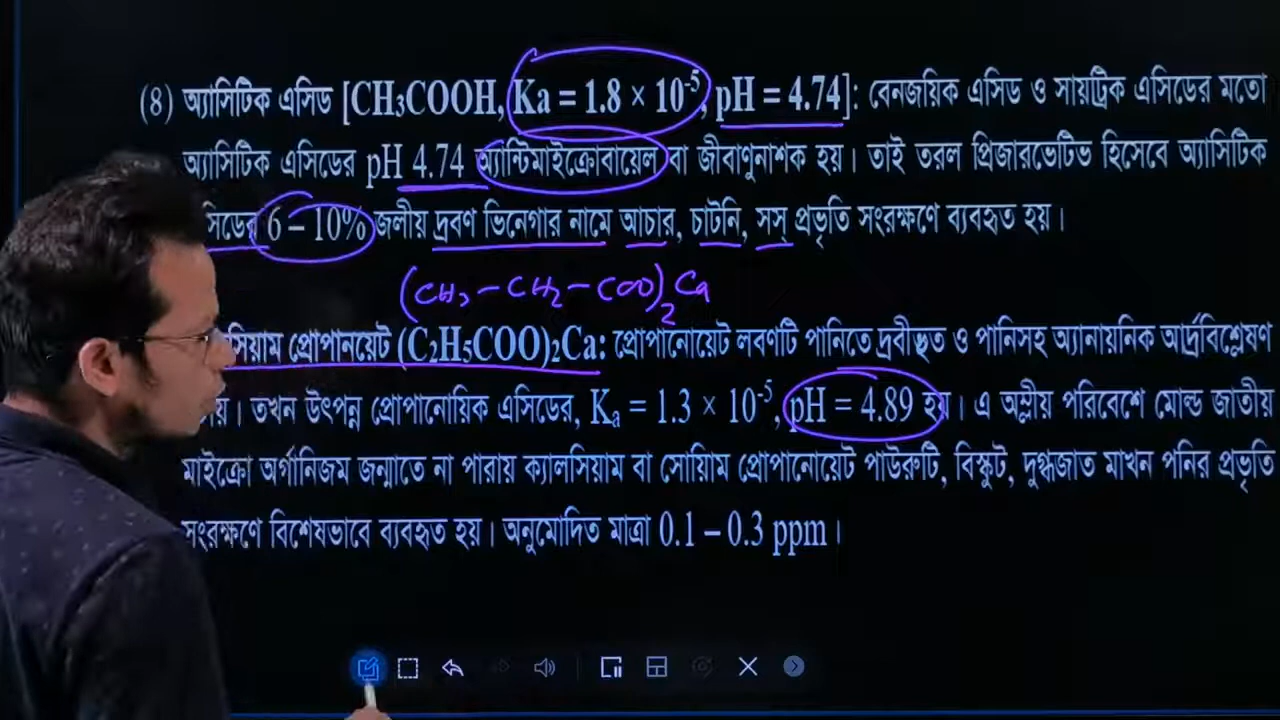 (8) অ্যাসিটিক এসিড [CH₃COOH, Ka = 1.8 × 10⁻⁵, pH = 4.74]: বেনজয়িক এসিড ও সায়ট্রিক এসিডের মতো
অ্যাসিটিক এসিডের pH 4.74 অ্যান্টিমাইক্রোবায়েল বা জীবাণুনাশক হয়। তাই তরল প্রিজারভেটিভ হিসেবে অ্যাসিটিক
সিডের 6 – 10% জলীয় দ্রবণ ভিনেগার নামে আচার, চাটনি, সস্ প্রভৃতি সংরক্ষণে ব্যবহৃত হয়।
(CH₃ – CH₂ – COO)₂Ca
সিয়াম প্রোপানয়েট (C₂H₅COO)₂Ca: প্রোপানোয়েট লবণটি পানিতে দ্রবীভূত ও পানিসহ অ্যানায়নিক আর্দ্রবিশ্লেষণ
য়। তখন উৎপন্ন প্রোপানোয়িক এসিডের, Kₐ = 1.3 × 10⁻⁵, pH = 4.89 হয়। এ অম্লীয় পরিবেশে মোল্ড জাতীয়
মাইক্রো অর্গানিজম জন্মাতে না পারায় ক্যালসিয়াম বা সোয়িাম প্রোপানোয়েট পাউরুটি, বিস্কুট, দুগ্ধজাত মাখন পনির প্রভৃতি
সংরক্ষণে বিশেষভাবে ব্যবহৃত হয়। অনুমোদিত মাত্রা 0.1 – 0.3 ppm।